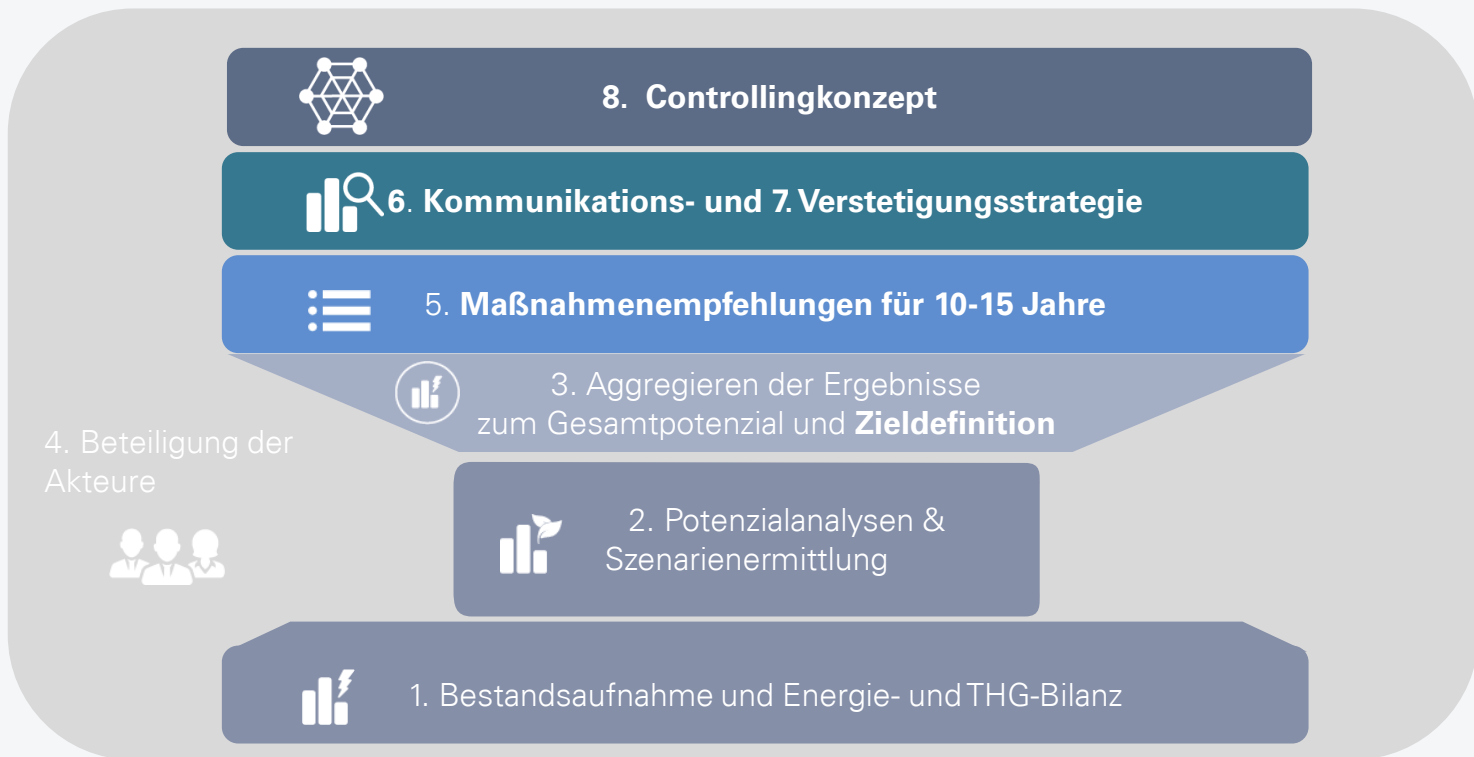 8. Controllingkonzept
6. Kommunikations- und 7. Verstetigungsstrategie
5. Maßnahmenempfehlungen für 10-15 Jahre
3. Aggregieren der Ergebnisse
zum Gesamtpotenzial und Zieldefinition
4. Beteiligung der
Akteure
2. Potenzialanalysen &
Szenarienermittlung
1. Bestandsaufnahme und Energie- und THG-Bilanz